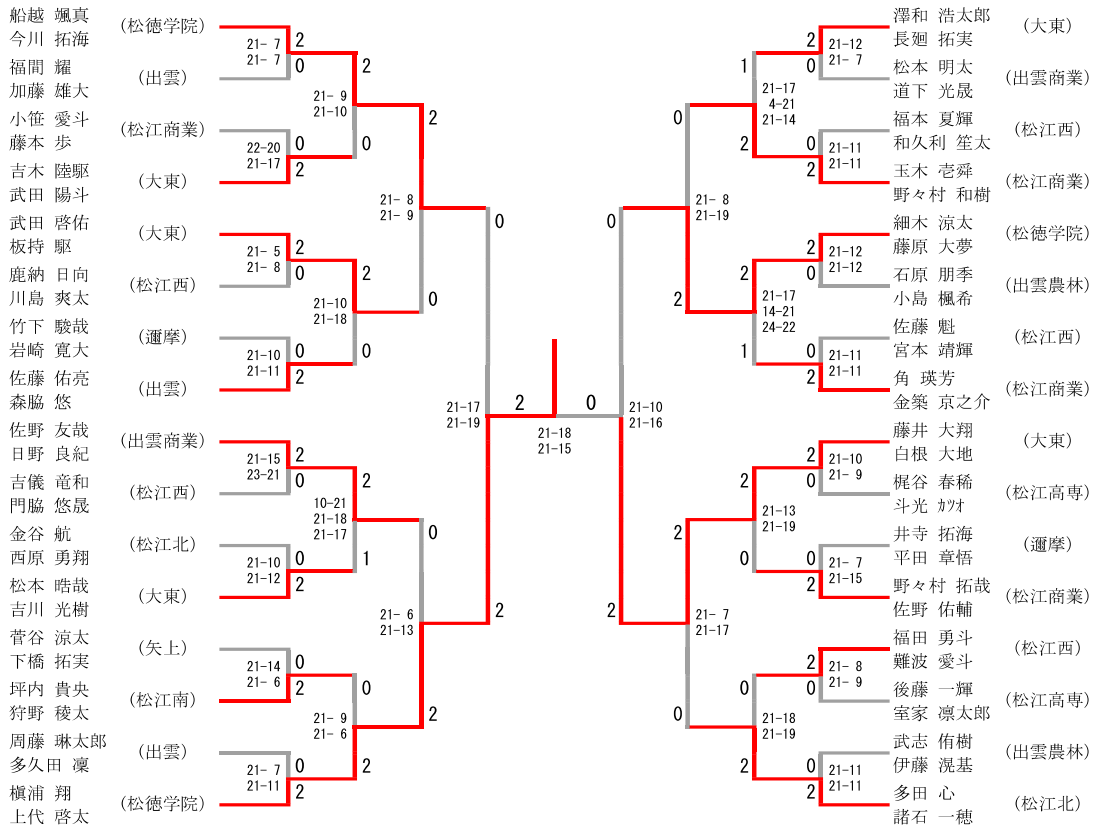 船越 颯真
今川 拓海
(松徳学院)
福間 耀
加藤 雄大
(出雲)
小笹 愛斗
藤本 歩
(松江商業)
吉木 陸駆
武田 陽斗
(大東)
武田 啓佑
板持 駆
(大東)
鹿納 日向
川島 爽太
(松江西)
竹下 駿哉
岩崎 寛大
(邇摩)
佐藤 佑亮
森脇 悠
(出雲)
佐野 友哉
日野 良紀
(出雲商業)
吉儀 竜和
門脇 悠晟
(松江西)
金谷 航
西原 勇翔
(松江北)
松本 晧哉
吉川 光樹
(大東)
菅谷 涼太
下橋 拓実
(矢上)
坪内 貴央
狩野 稜太
(松江南)
周藤 琳太郎
多久田 凜
(出雲)
槇浦 翔
上代 啓太
(松徳学院)
21- 7
21- 7
2
0
22-20
21-17
0
2
21- 5
21- 8
2
0
21-10
21-11
0
2
21-15
23-21
2
0
21-10
21-12
0
2
21-14
21- 6
0
2
21- 7
21-11
0
2
21- 9
21-10
2
0
21-10
21-18
2
0
10-21
21-18
21-17
2
1
21- 9
21- 6
0
2
21- 8
21- 9
2
0
21- 6
21-13
0
2
21-17
21-19
0
2
2
0
21-18
21-15
21-10
21-16
0
2
21- 8
21-19
0
2
21- 7
21-17
2
0
21-17
4-21
21-14
1
2
21-17
14-21
24-22
2
1
21-13
21-19
2
0
21-18
21-19
0
2
21-12
21- 7
2
0
21-11
21-11
0
2
21-12
21-12
2
0
21-11
21-11
0
2
21-10
21- 9
2
0
21- 7
21-15
0
2
21- 8
21- 9
2
0
21-11
21-11
0
2
澤和 浩太郎
長廻 拓実
(大東)
松本 明太
道下 光晟
(出雲商業)
福本 夏輝
和久利 笙太
(松江西)
玉木 壱舜
野々村 和樹
(松江商業)
細木 涼太
藤原 大夢
(松徳学院)
石原 朋季
小島 楓希
(出雲農林)
佐藤 魁
宮本 靖輝
(松江西)
角 瑛芳
金築 京之介
(松江商業)
藤井 大翔
白根 大地
(大東)
梶谷 春稀
斗光 ｶﾂｵ
(松江高専)
井寺 拓海
平田 章悟
(邇摩)
野々村 拓哉
佐野 佑輔
(松江商業)
福田 勇斗
難波 愛斗
(松江西)
後藤 一輝
室家 凛太郎
(松江高専)
武志 侑樹
伊藤 滉基
(出雲農林)
多田 心
諸石 一穂
(松江北)